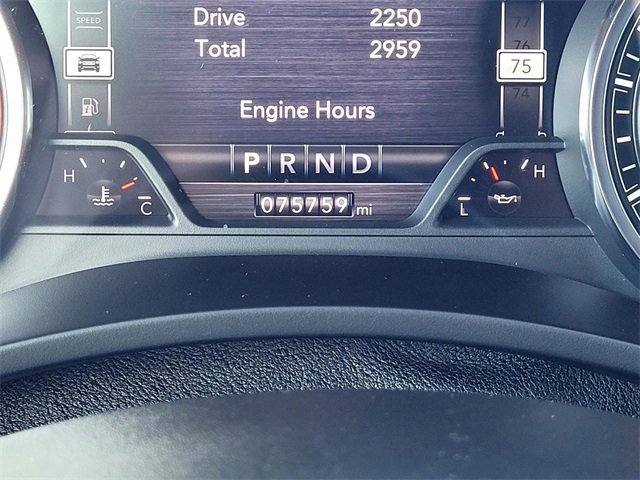 SPEED
Drive 2250
Total 2959
77
76
75
74
Engine Hours
P R N D
H C
L H
075759 mi